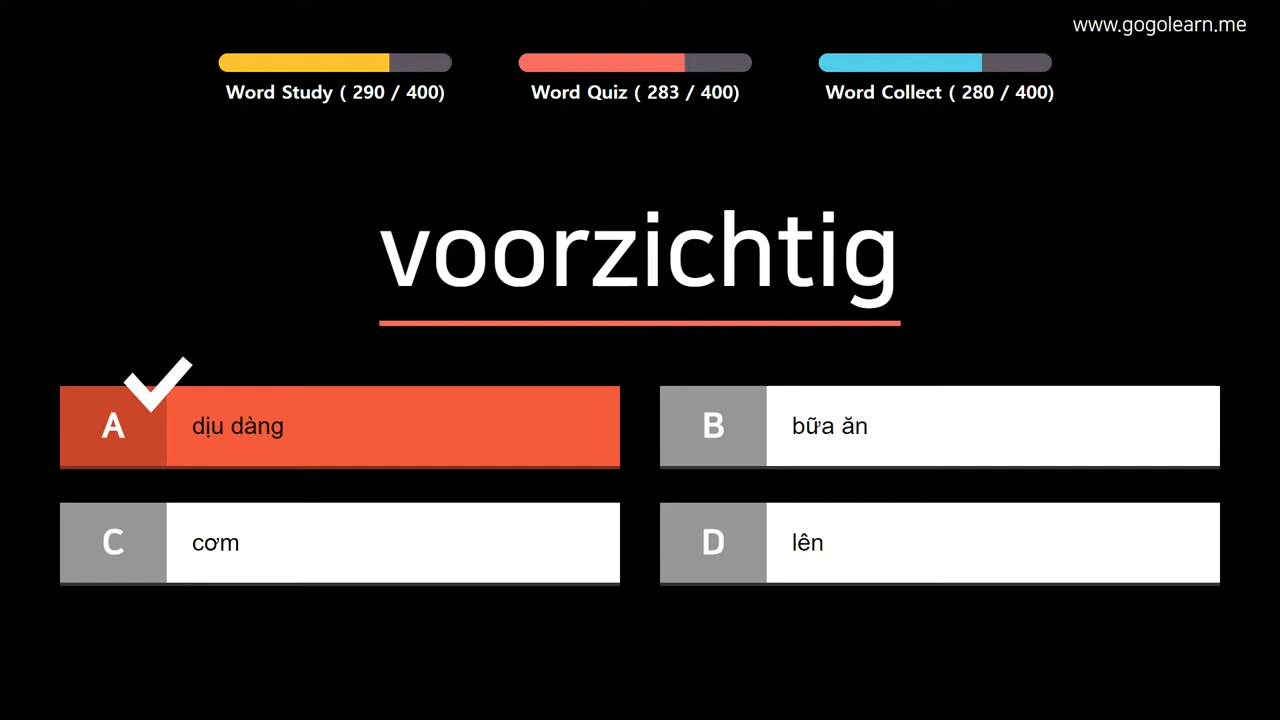 www.gogolearn.me
Word Study ( 290 / 400)
Word Quiz ( 283 / 400)
Word Collect ( 280 / 400)
voorzichtig
A
dịu dàng
B
bữa ăn
C
cơm
D
lên